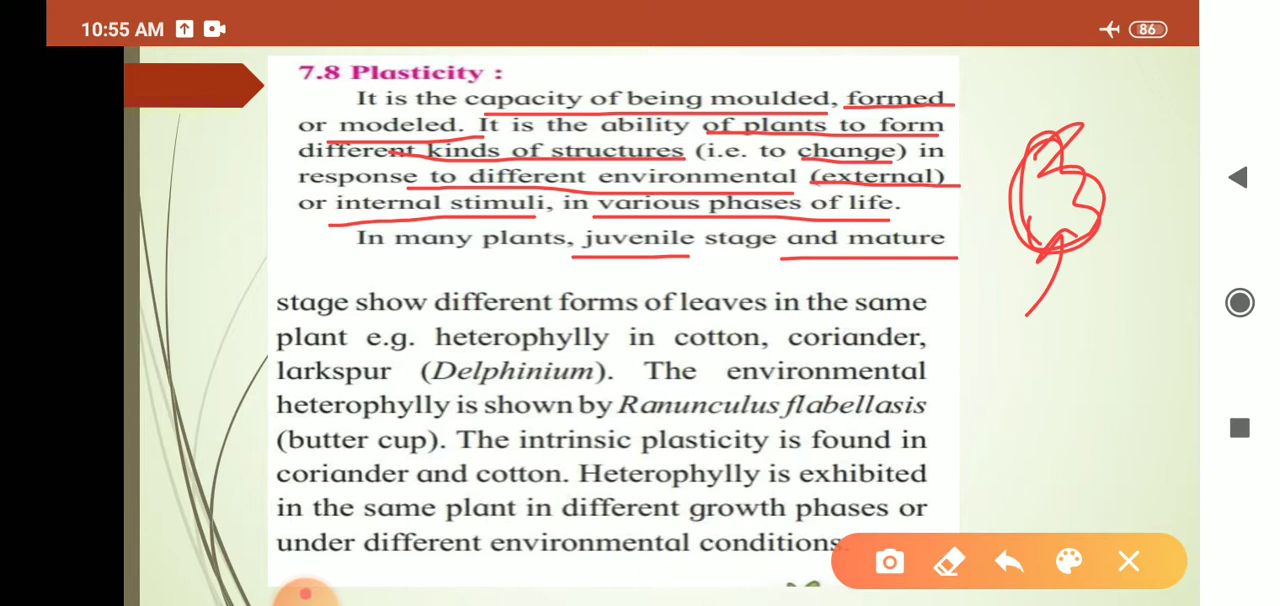 10:55 AM
86
7.8 Plasticity :
It is the capacity of being moulded, formed
or modeled. It is the ability of plants to form
different kinds of structures (i.e. to change) in
response to different environmental (external)
or internal stimuli, in various phases of life.
In many plants, juvenile stage and mature
stage show different forms of leaves in the same
plant e.g. heterophylly in cotton, coriander,
larkspur (Delphinium). The environmental
heterophylly is shown by Ranunculus flabellasis
(butter cup). The intrinsic plasticity is found in
coriander and cotton. Heterophylly is exhibited
in the same plant in different growth phases or
under different environmental conditions.